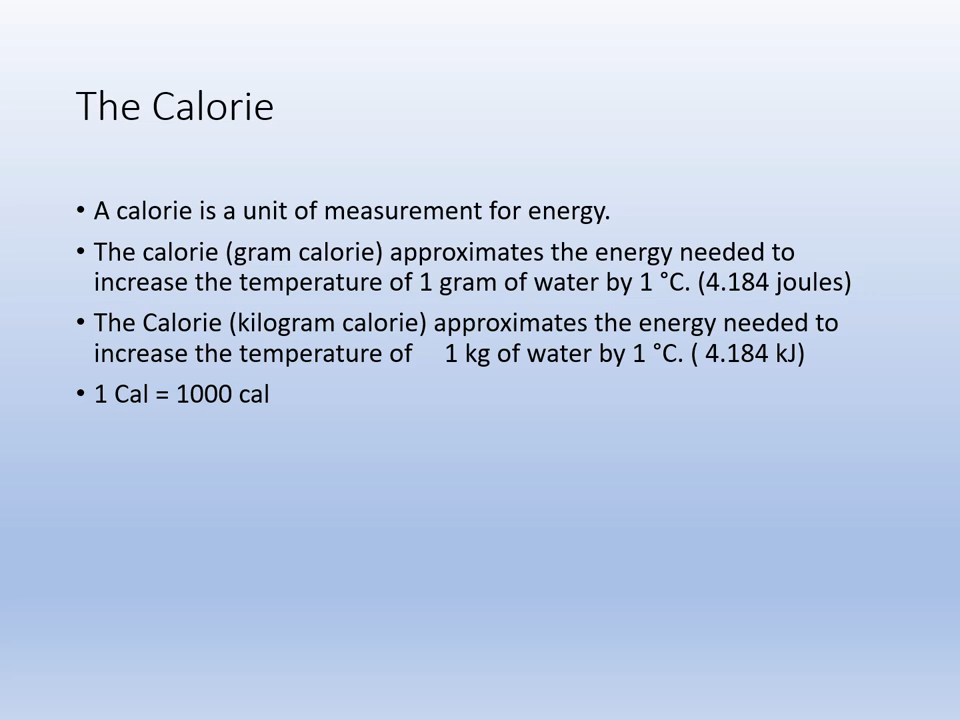 The Calorie
• A calorie is a unit of measurement for energy.
• The calorie (gram calorie) approximates the energy needed to
increase the temperature of 1 gram of water by 1 °C. (4.184 joules)
• The Calorie (kilogram calorie) approximates the energy needed to
increase the temperature of    1 kg of water by 1 °C. ( 4.184 kJ)
• 1 Cal = 1000 cal